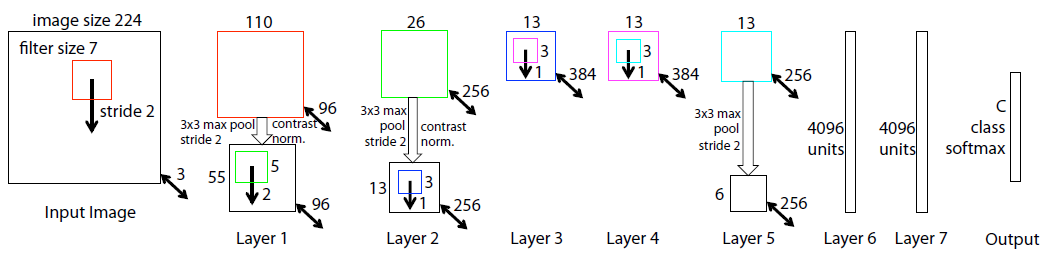 image size 224
filter size 7
stride 2
3
Input Image
110
96
3x3 max pool
stride 2
contrast
norm.
55
5
2
96
Layer 1
26
256
3x3 max
pool
stride 2
contrast
norm.
13
3
1
256
Layer 2
13
3
1
384
Layer 3
13
3
1
384
Layer 4
13
256
3x3 max
pool
stride 2
6
256
Layer 5
4096
units
Layer 6
4096
units
Layer 7
C
class
softmax
Output